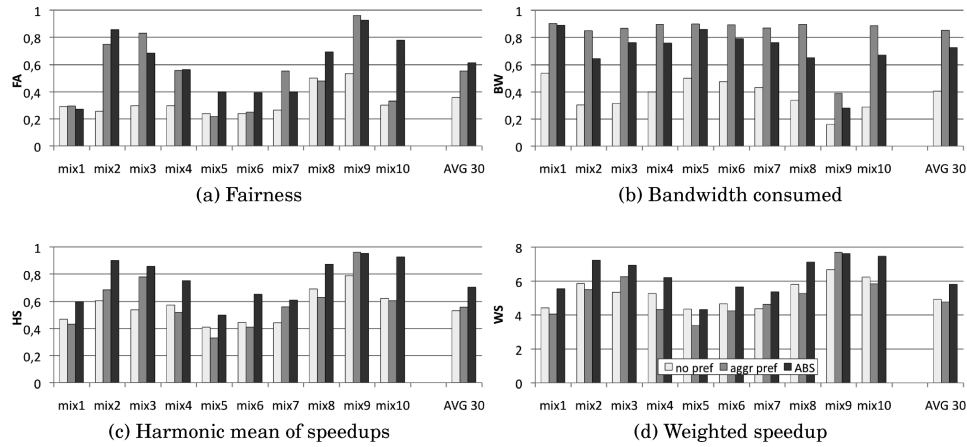 1
0,8
0,6
0,4
0,2
0
FA
mix1 mix2 mix3 mix4 mix5 mix6 mix7 mix8 mix9 mix10 AVG 30
(a) Fairness
1
0,8
0,6
0,4
0,2
0
BW
mix1 mix2 mix3 mix4 mix5 mix6 mix7 mix8 mix9 mix10 AVG 30
(b) Bandwidth consumed
1
0,8
0,6
0,4
0,2
0
HS
mix1 mix2 mix3 mix4 mix5 mix6 mix7 mix8 mix9 mix10 AVG 30
(c) Harmonic mean of speedups
8
6
4
2
0
WS
no pref aggr pref ABS
mix1 mix2 mix3 mix4 mix5 mix6 mix7 mix8 mix9 mix10 AVG 30
(d) Weighted speedup